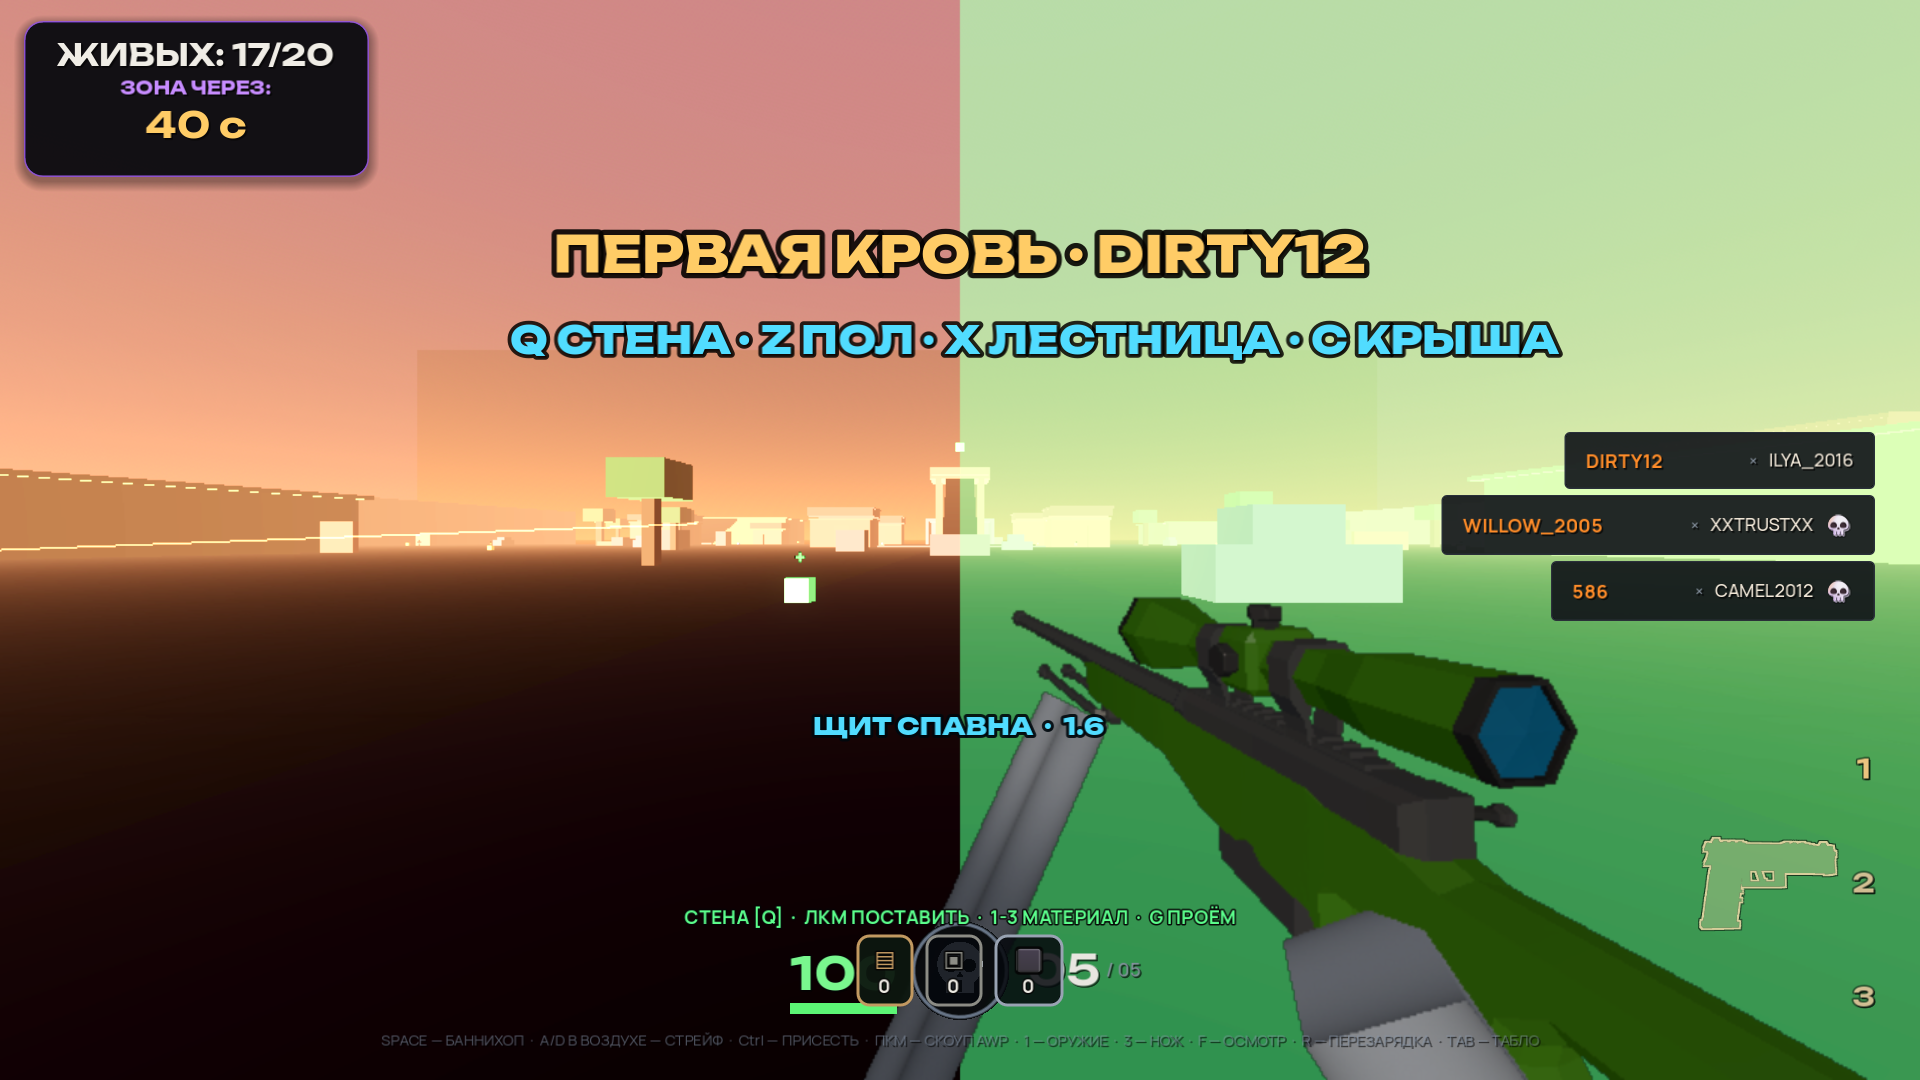 ЖИВЫХ: 17/20
ЗОНА ЧЕРЕЗ:
40 с
ПЕРВАЯ КРОВЬ · DIRTY12
Q СТЕНА · Z ПОЛ · X ЛЕСТНИЦА · C КРЫША
DIRTY12 × ILYA_2016
WILLOW_2005 × XXTRUSTXX
586 × CAMEL2012
ЩИТ СПАВНА · 1.6
1
2
3
СТЕНА [Q] · ЛКМ ПОСТАВИТЬ · 1-3 МАТЕРИАЛ · G ПРОЁМ
10 0 0 0 5 / 05
SPACE — БАННИХОП · A/D В ВОЗДУХЕ — СТРЕЙФ · Ctrl — ПРИСЕСТЬ · ПКМ — СКОУП AWP · 1 — ОРУЖИЕ · 3 — НОЖ · F — ОСМОТР · R — ПЕРЕЗАРЯДКА · TAB — ТАБЛО